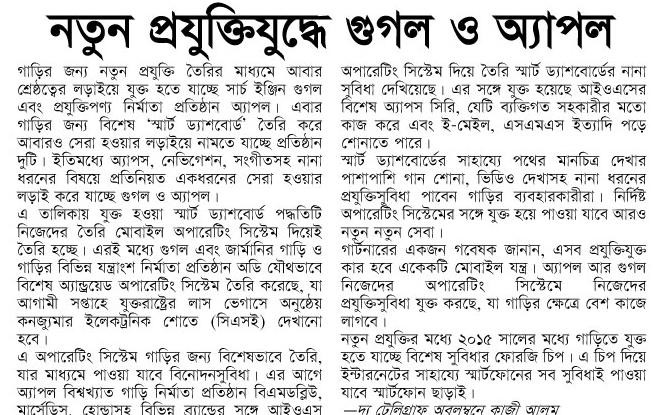 নতুন প্রযুক্তিযুদ্ধে গুগল ও অ্যাপল
গাড়ির জন্য নতুন প্রযুক্তি তৈরির মাধ্যমে আবার
শ্রেষ্ঠত্বের লড়াইয়ে যুক্ত হতে যাচ্ছে সার্চ ইঞ্জিন গুগল
এবং প্রযুক্তিপণ্য নির্মাতা প্রতিষ্ঠান অ্যাপল। এবার
গাড়ির জন্য বিশেষ ‘স্মার্ট ড্যাশবোর্ড’ তৈরি করে
আবারও সেরা হওয়ার লড়াইয়ে নামতে যাচ্ছে প্রতিষ্ঠান
দুটি। ইতিমধ্যে অ্যাপস, নেভিগেশন, সংগীতসহ নানা
ধরনের বিষয়ে প্রতিনিয়ত একধরনের সেরা হওয়ার
লড়াই করে যাচ্ছে গুগল ও অ্যাপল।
এ তালিকায় যুক্ত হওয়া স্মার্ট ড্যাশবোর্ড পদ্ধতিটি
নিজেদের তৈরি মোবাইল অপারেটিং সিস্টেম দিয়েই
তৈরি হচ্ছে। এরই মধ্যে গুগল এবং জার্মানির গাড়ি ও
গাড়ির বিভিন্ন যন্ত্রাংশ নির্মাতা প্রতিষ্ঠান অডি যৌথভাবে
বিশেষ অ্যান্ড্রয়েড অপারেটিং সিস্টেম তৈরি করেছে, যা
আগামী সপ্তাহে যুক্তরাষ্ট্রের লাস ভেগাসে অনুষ্ঠেয়
কনজ্যুমার ইলেকট্রনিক শোতে (সিএসই) দেখানো
হবে।
এ অপারেটিং সিস্টেম গাড়ির জন্য বিশেষভাবে তৈরি,
যার মাধ্যমে পাওয়া যাবে বিনোদনসুবিধা। এর আগে
অ্যাপল বিশ্বখ্যাত গাড়ি নির্মাতা প্রতিষ্ঠান বিএমডব্লিউ,
মার্সেডিস, হোন্ডাসহ বিভিন্ন ব্র্যান্ডের সঙ্গে আইওএস
অপারেটিং সিস্টেম দিয়ে তৈরি স্মার্ট ড্যাশবোর্ডের নানা
সুবিধা দেখিয়েছে। এর সঙ্গে যুক্ত হয়েছে আইওএসের
বিশেষ অ্যাপস সিরি, যেটি ব্যক্তিগত সহকারীর মতো
কাজ করে এবং ই-মেইল, এসএমএস ইত্যাদি পড়ে
শোনাতে পারে।
স্মার্ট ড্যাশবোর্ডের সাহায্যে পথের মানচিত্র দেখার
পাশাপাশি গান শোনা, ভিডিও দেখাসহ নানা ধরনের
প্রযুক্তিসুবিধা পাবেন গাড়ির ব্যবহারকারীরা। নির্দিষ্ট
অপারেটিং সিস্টেমের সঙ্গে যুক্ত হয়ে পাওয়া যাবে আরও
নতুন নতুন সেবা।
গার্টনারের একজন গবেষক জানান, এসব প্রযুক্তিযুক্ত
কার হবে একেকটি মোবাইল যন্ত্র। অ্যাপল আর গুগল
নিজেদের অপারেটিং সিস্টেমে নিজেদের
প্রযুক্তিসুবিধা যুক্ত করছে, যা গাড়ির ক্ষেত্রে বেশ কাজে
লাগবে।
নতুন প্রযুক্তির মধ্যে ২০১৫ সালের মধ্যে গাড়িতে যুক্ত
হতে যাচ্ছে বিশেষ সুবিধার ফোরজি চিপ। এ চিপ দিয়ে
ইন্টারনেটের সাহায্যে স্মার্টফোনের সব সুবিধাই পাওয়া
যাবে স্মার্টফোন ছাড়াই।
—দ্য টেলিগ্রাফ অবলম্বনে কাজী আলম